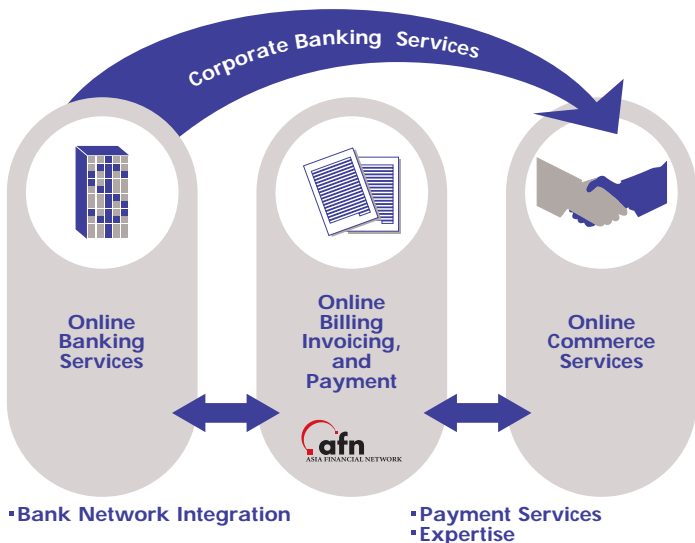 Corporate Banking Services
Online
Banking
Services
Online
Billing
Invoicing,
and
Payment
Online
Commerce
Services
afn
ASIA FINANCIAL NETWORK
▪Bank Network Integration
▪Payment Services
▪Expertise